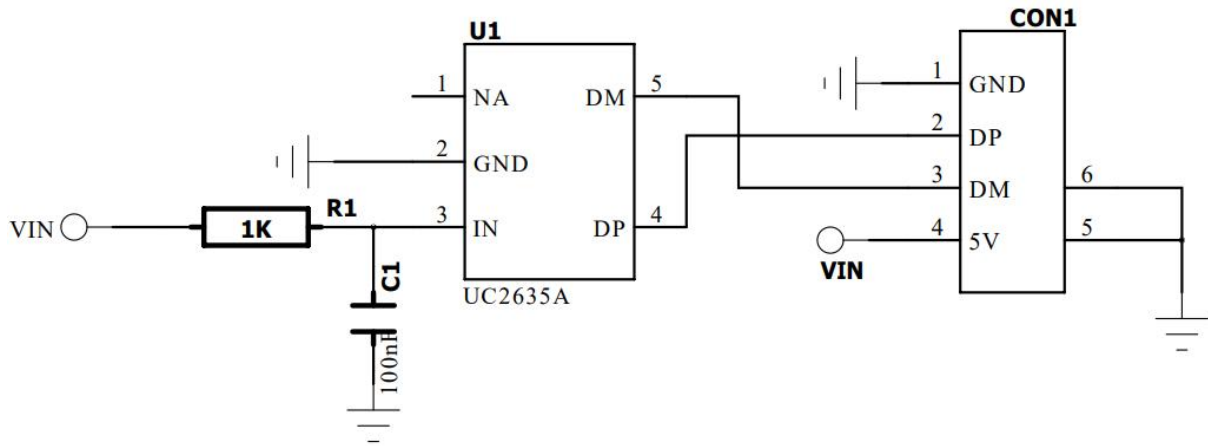 U1
CON1
1
NA
DM
5
1
GND
2
GND
2
DP
3
DM
6
VIN
R1
1K
3
IN
DP
4
VIN
4
5V
5
C1
UC2635A
100nF